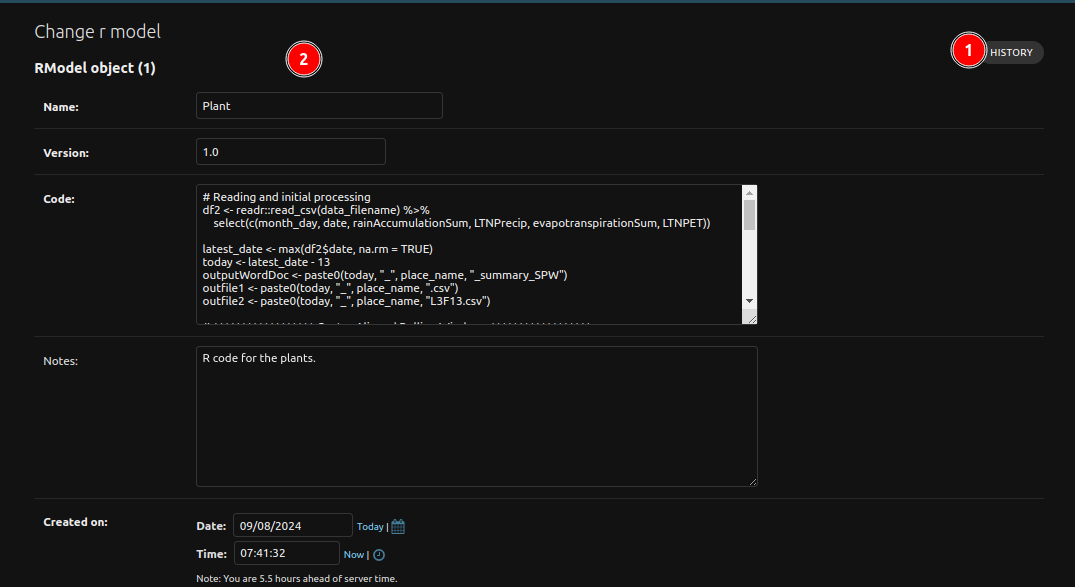 Change r model
1 HISTORY
RModel object (1)
2
Name: Plant
Version: 1.0
Code:
# Reading and initial processing
df2 <- readr::read_csv(data_filename) %>%
select(c(month_day, date, rainAccumulationSum, LTNPrecip, evapotranspirationSum, LTNPET))
latest_date <- max(df2$date, na.rm = TRUE)
today <- latest_date - 13
outputWordDoc <- paste0(today, "_", place_name, "_summary_SPW")
outfile1 <- paste0(today, "_", place_name, ".csv")
outfile2 <- paste0(today, "_", place_name, "L3F13.csv")
Notes: R code for the plants.
Created on:
Date: 09/08/2024 Today |
Time: 07:41:32 Now |
Note: You are 5.5 hours ahead of server time.